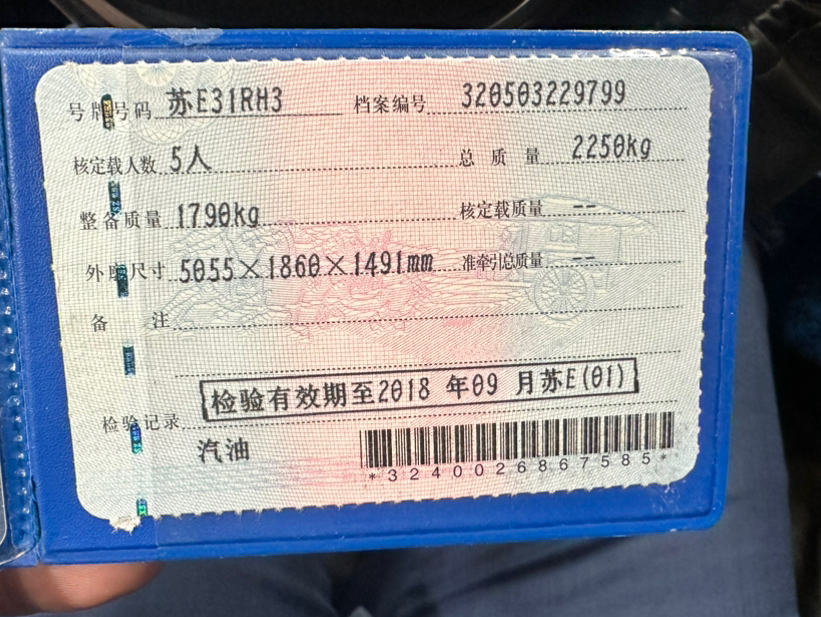 号牌号码 苏E31RH3 档案编号 320503229799
核定载人数 5人 总质量 2250kg
整备质量 1790kg 核定载质量 --
外廓尺寸 5055×1860×1491mm 准牵引总质量 --
备注
检验有效期至2018 年09 月苏E(01)
检验记录
汽油
*3240026867585*